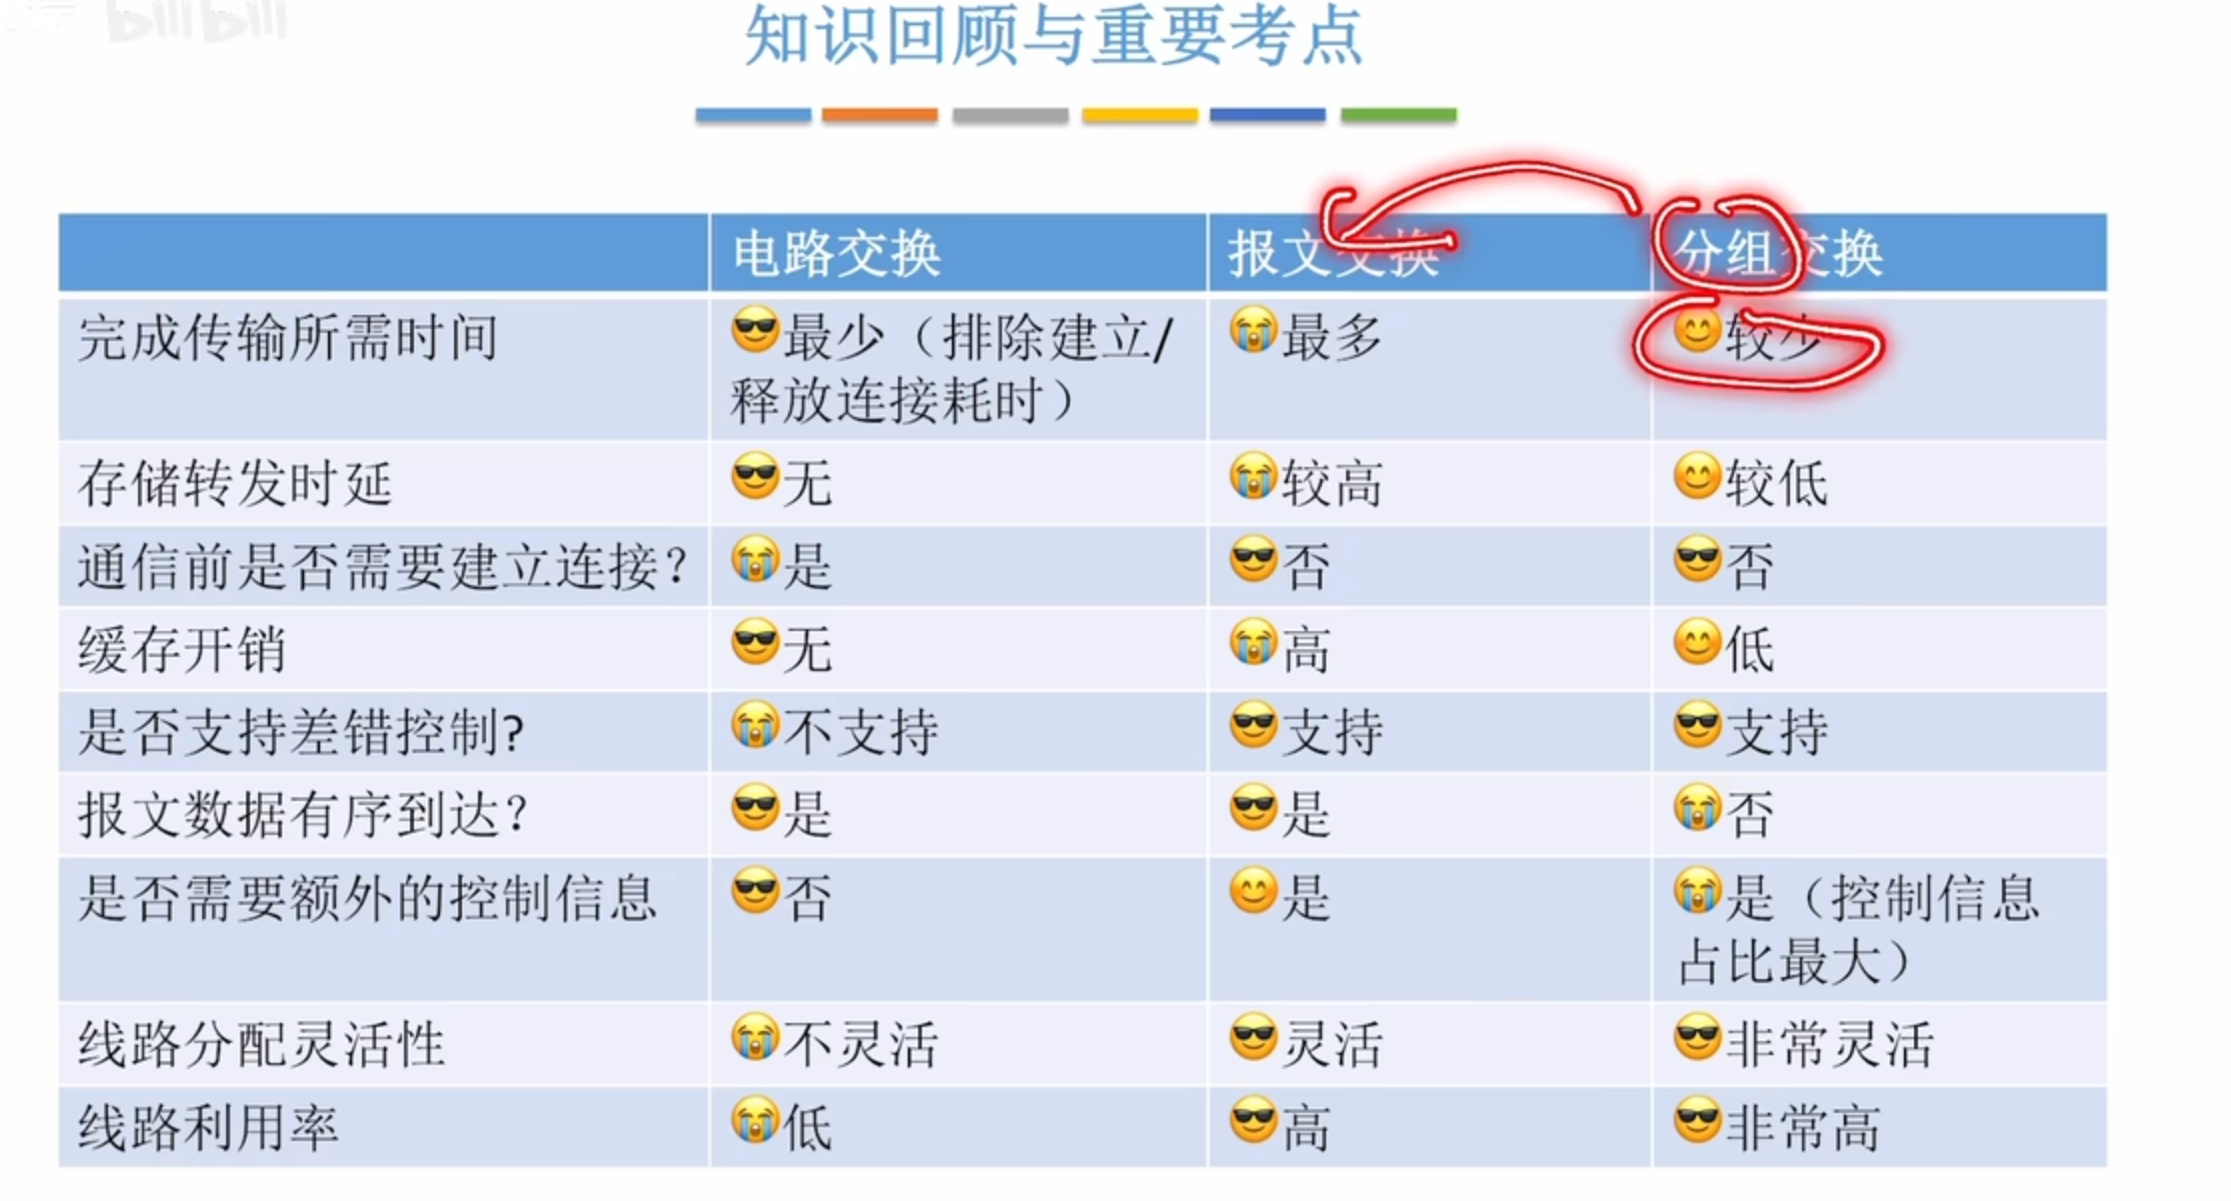 bilibili
知识回顾与重要考点
电路交换 报文交换 分组交换
完成传输所需时间 😎最少（排除建立/ 😭最多 😊较少
释放连接耗时）
存储转发时延 😎无 😭较高 😊较低
通信前是否需要建立连接？ 😭是 😎否 😎否
缓存开销 😎无 😭高 😊低
是否支持差错控制? 😭不支持 😎支持 😎支持
报文数据有序到达？ 😎是 😎是 😭否
是否需要额外的控制信息 😎否 😊是 😭是（控制信息
占比最大）
线路分配灵活性 😭不灵活 😎灵活 😎非常灵活
线路利用率 😭低 😎高 😎非常高